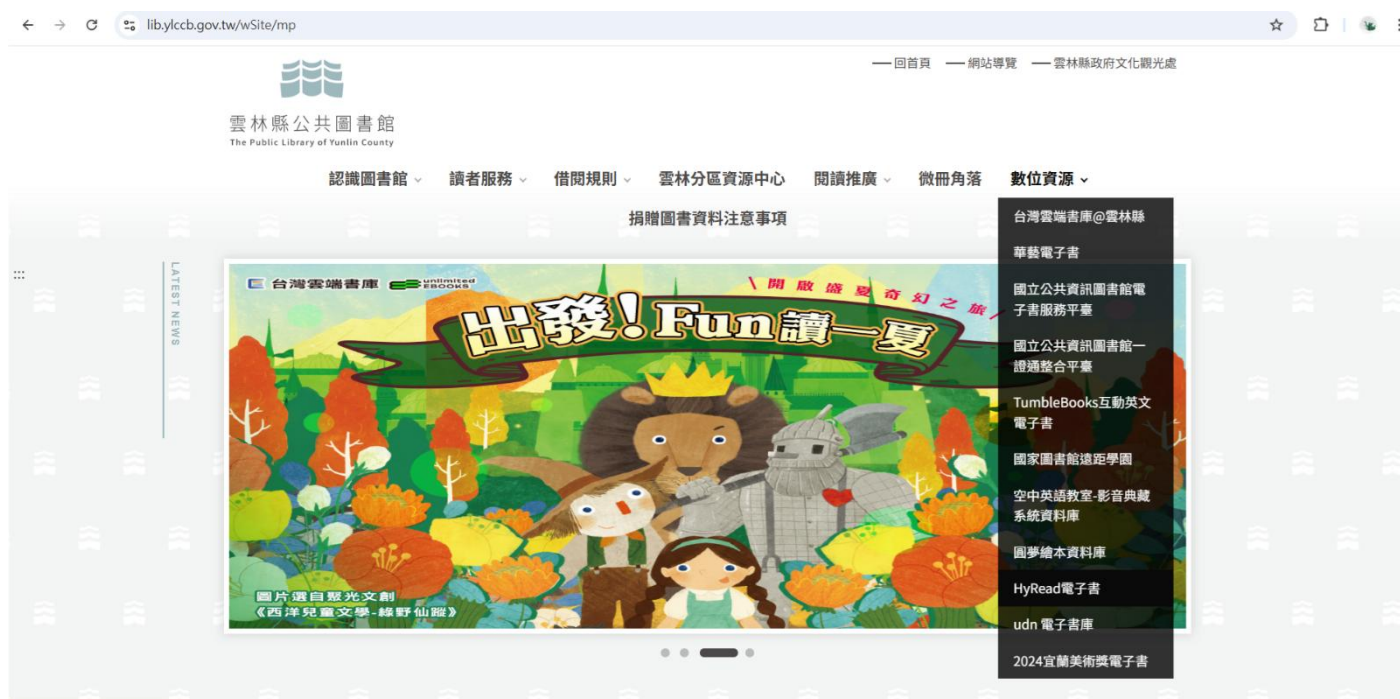 lib.ylccb.gov.tw/wSite/mp
回首頁 網站導覽 雲林縣政府文化觀光處
雲林縣公共圖書館
The Public Library of Yunlin County
認識圖書館 讀者服務 借閱規則 雲林分區資源中心 閱讀推廣 微冊角落 數位資源
捐贈圖書資料注意事項
台灣雲端書庫@雲林縣
華藝電子書
國立公共資訊圖書館電
子書服務平臺
國立公共資訊圖書館一
證通整合平臺
TumbleBooks互動英文
電子書
國家圖書館遠距學園
空中英語教室-影音典藏
系統資料庫
圓夢繪本資料庫
HyRead電子書
udn 電子書庫
2024宜蘭美術獎電子書
:::
LATEST NEWS
台灣雲端書庫 unlimited
EBOOKS
\ 開啟盛夏奇幻之旅 /
出發!Fun讀一夏
圖片選自聚光文創
《西洋兒童文學-綠野仙蹤》